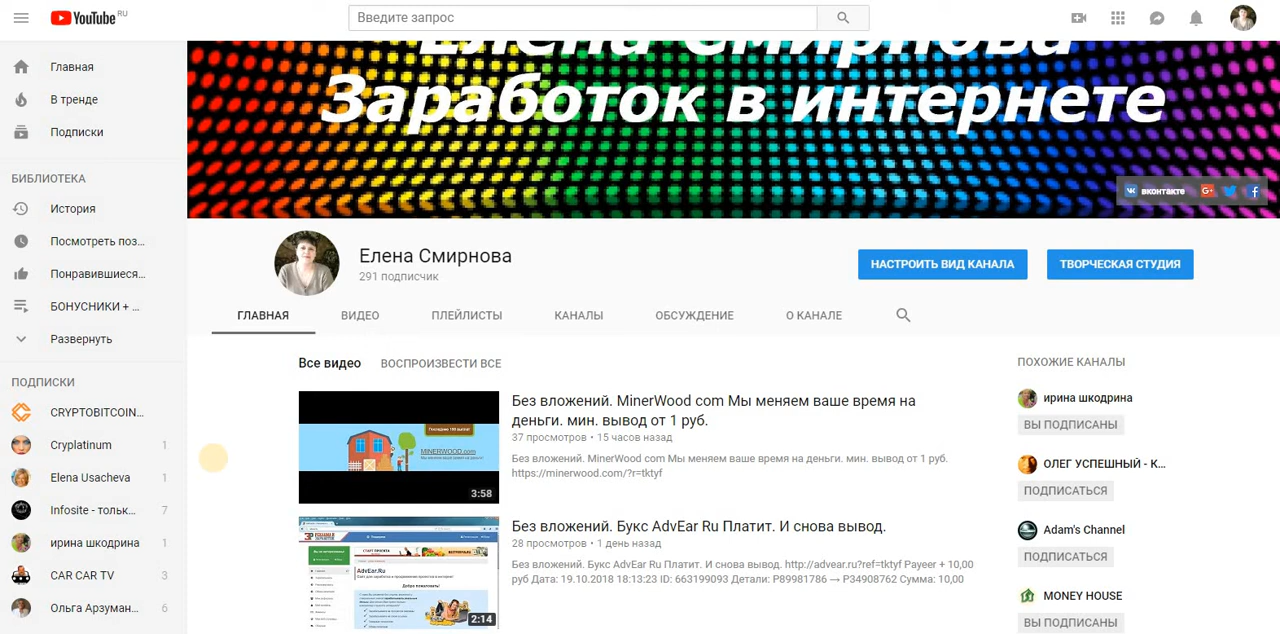 YouTube RU
Введите запрос
Главная
В тренде
Подписки
БИБЛИОТЕКА
История
Посмотреть поз...
Понравившиеся...
БОНУСНИКИ + ...
Развернуть
ПОДПИСКИ
CRYPTOBITCOIN...
Cryplatinum 1
Elena Usacheva 1
Infosite - тольк... 7
ирина шкодрина 1
CAR CAR TV 3
Ольга Арзуман... 6
Елена Смирнова
Заработок в интернете
вконтакте
Елена Смирнова
291 подписчик
НАСТРОИТЬ ВИД КАНАЛА
ТВОРЧЕСКАЯ СТУДИЯ
ГЛАВНАЯ ВИДЕО ПЛЕЙЛИСТЫ КАНАЛЫ ОБСУЖДЕНИЕ О КАНАЛЕ
Все видео ВОСПРОИЗВЕСТИ ВСЕ
MINERWOOD.com
3:58
Без вложений. MinerWood com Мы меняем ваше время на
деньги. мин. вывод от 1 руб.
37 просмотров • 15 часов назад
Без вложений. MinerWood com Мы меняем ваше время на деньги. мин. вывод от 1 руб.
https://minerwood.com/?r=tktyf
AdvEar.Ru
2:14
Без вложений. Букс AdvEar Ru Платит. И снова вывод.
28 просмотров • 1 день назад
Без вложений. Букс AdvEar Ru Платит. И снова вывод. http://advear.ru?ref=tktyf Payeer + 10,00
руб Дата: 19.10.2018 18:13:23 ID: 663199093 Детали: P89981786 → P34908762 Сумма: 10,00
ПОХОЖИЕ КАНАЛЫ
ирина шкодрина
ВЫ ПОДПИСАНЫ
ОЛЕГ УСПЕШНЫЙ - К...
ПОДПИСАТЬСЯ
Adam's Channel
ПОДПИСАТЬСЯ
MONEY HOUSE
ВЫ ПОДПИСАНЫ